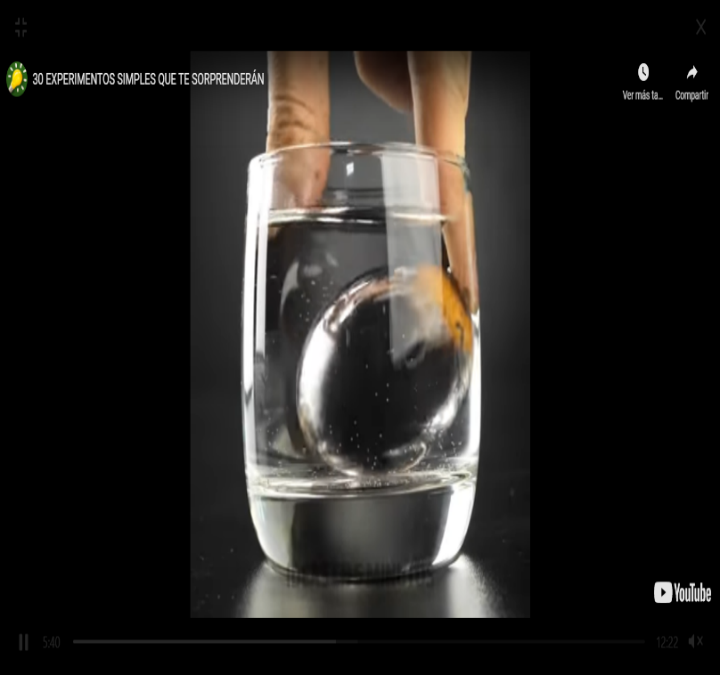 30 EXPERIMENTOS SIMPLES QUE TE SORPRENDERÁN
Ver más ta...
Compartir
YouTube
5:40
12:22